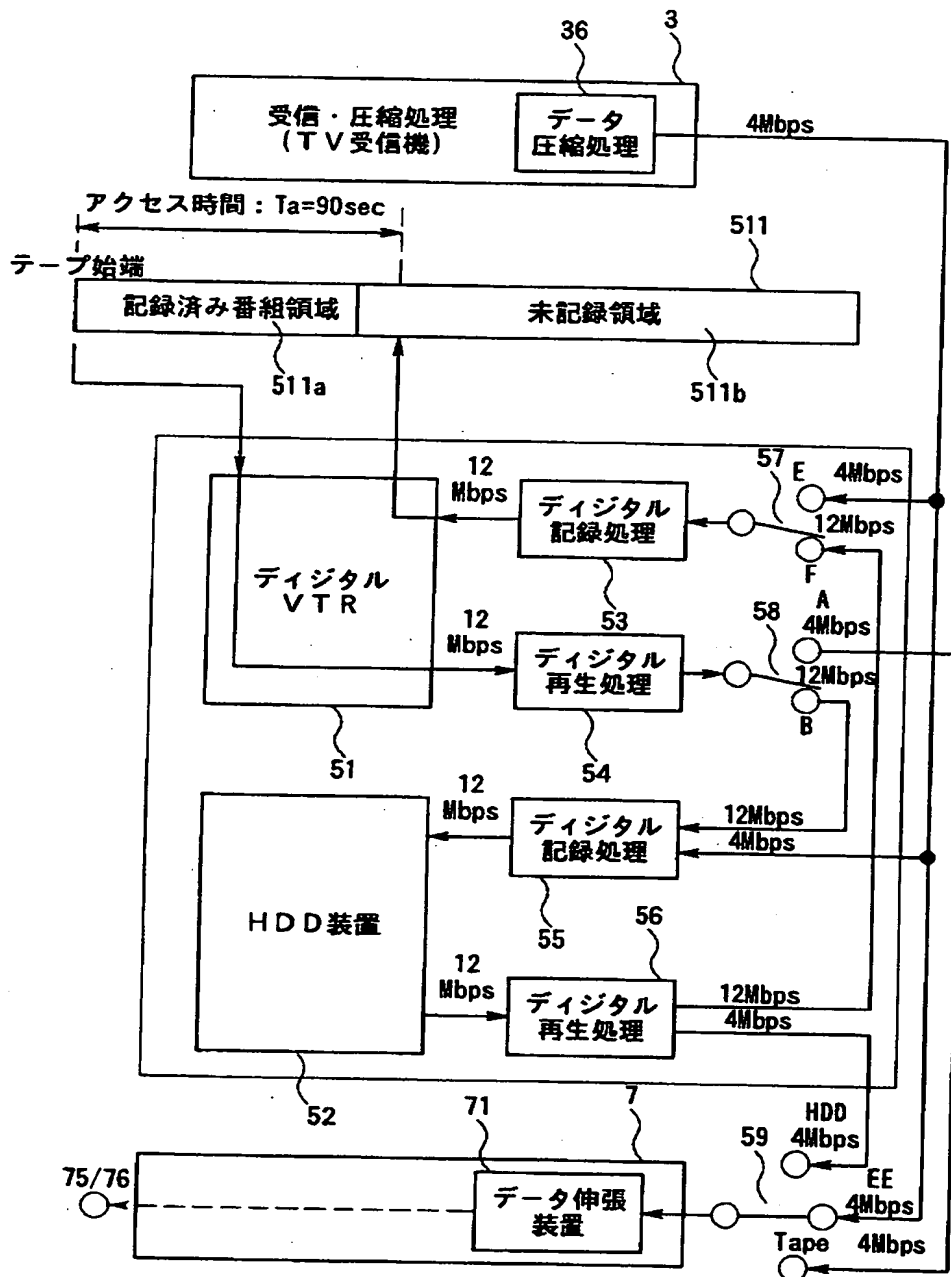 3
36
受信・圧縮処理
(TV受信機)
データ
圧縮処理
4Mbps
アクセス時間:Ta=90sec
テープ始端
511
記録済み番組領域
未記録領域
511a
511b
12
Mbps
ディジタル
記録処理
53
57
E
4Mbps
12Mbps
F
ディジタル
VTR
51
12
Mbps
ディジタル
再生処理
54
58
A
4Mbps
12Mbps
B
HDD装置
52
12
Mbps
ディジタル
記録処理
55
12Mbps
4Mbps
12
Mbps
ディジタル
再生処理
56
12Mbps
4Mbps
7
71
データ伸張
装置
75/76
59
HDD
4Mbps
EE
4Mbps
Tape
4Mbps